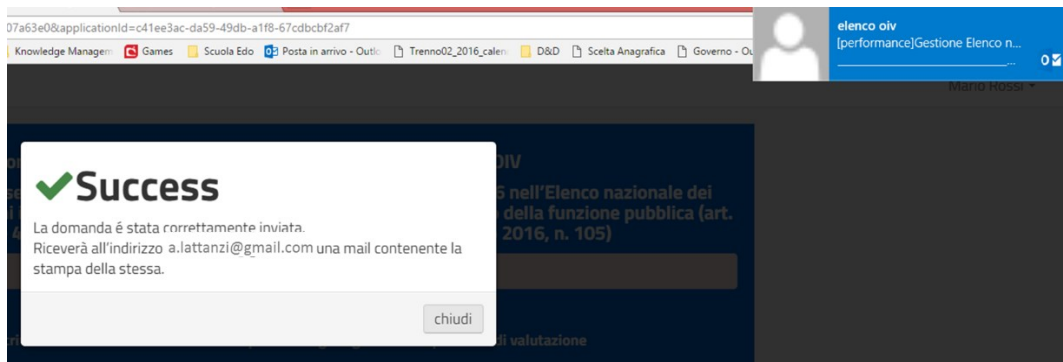 07a63e0&applicationId=c41ee3ac-da59-49db-a1f8-67cdbcbf2af7
Knowledge Managem Games Scuola Edo Posta in arrivo - Outlo Trenno02_2016_calen D&D Scelta Anagrafica Governo - Ou
elenco oiv
[performance]Gestione Elenco n...
Mario Rossi
OIV
6 nell'Elenco nazionale dei
della funzione pubblica (art.
2016, n. 105)
Success
La domanda é stata correttamente inviata.
Riceverà all'indirizzo a.lattanzi@gmail.com una mail contenente la
stampa della stessa.
chiudi
di valutazione